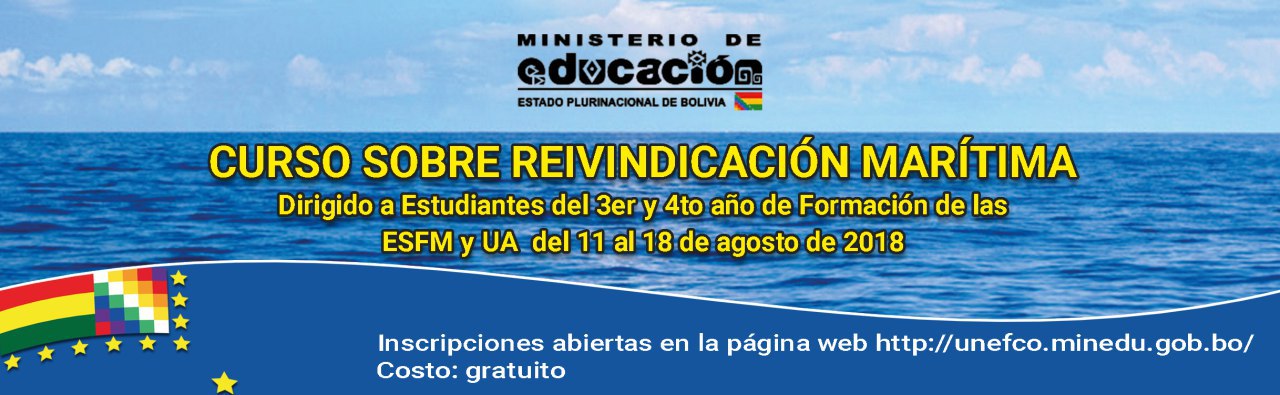 MINISTERIO DE
educación
ESTADO PLURINACIONAL DE BOLIVIA
CURSO SOBRE REIVINDICACIÓN MARÍTIMA
Dirigido a Estudiantes del 3er y 4to año de Formación de las
ESFM y UA del 11 al 18 de agosto de 2018
Inscripciones abiertas en la página web http://unefco.minedu.gob.bo/
Costo: gratuito